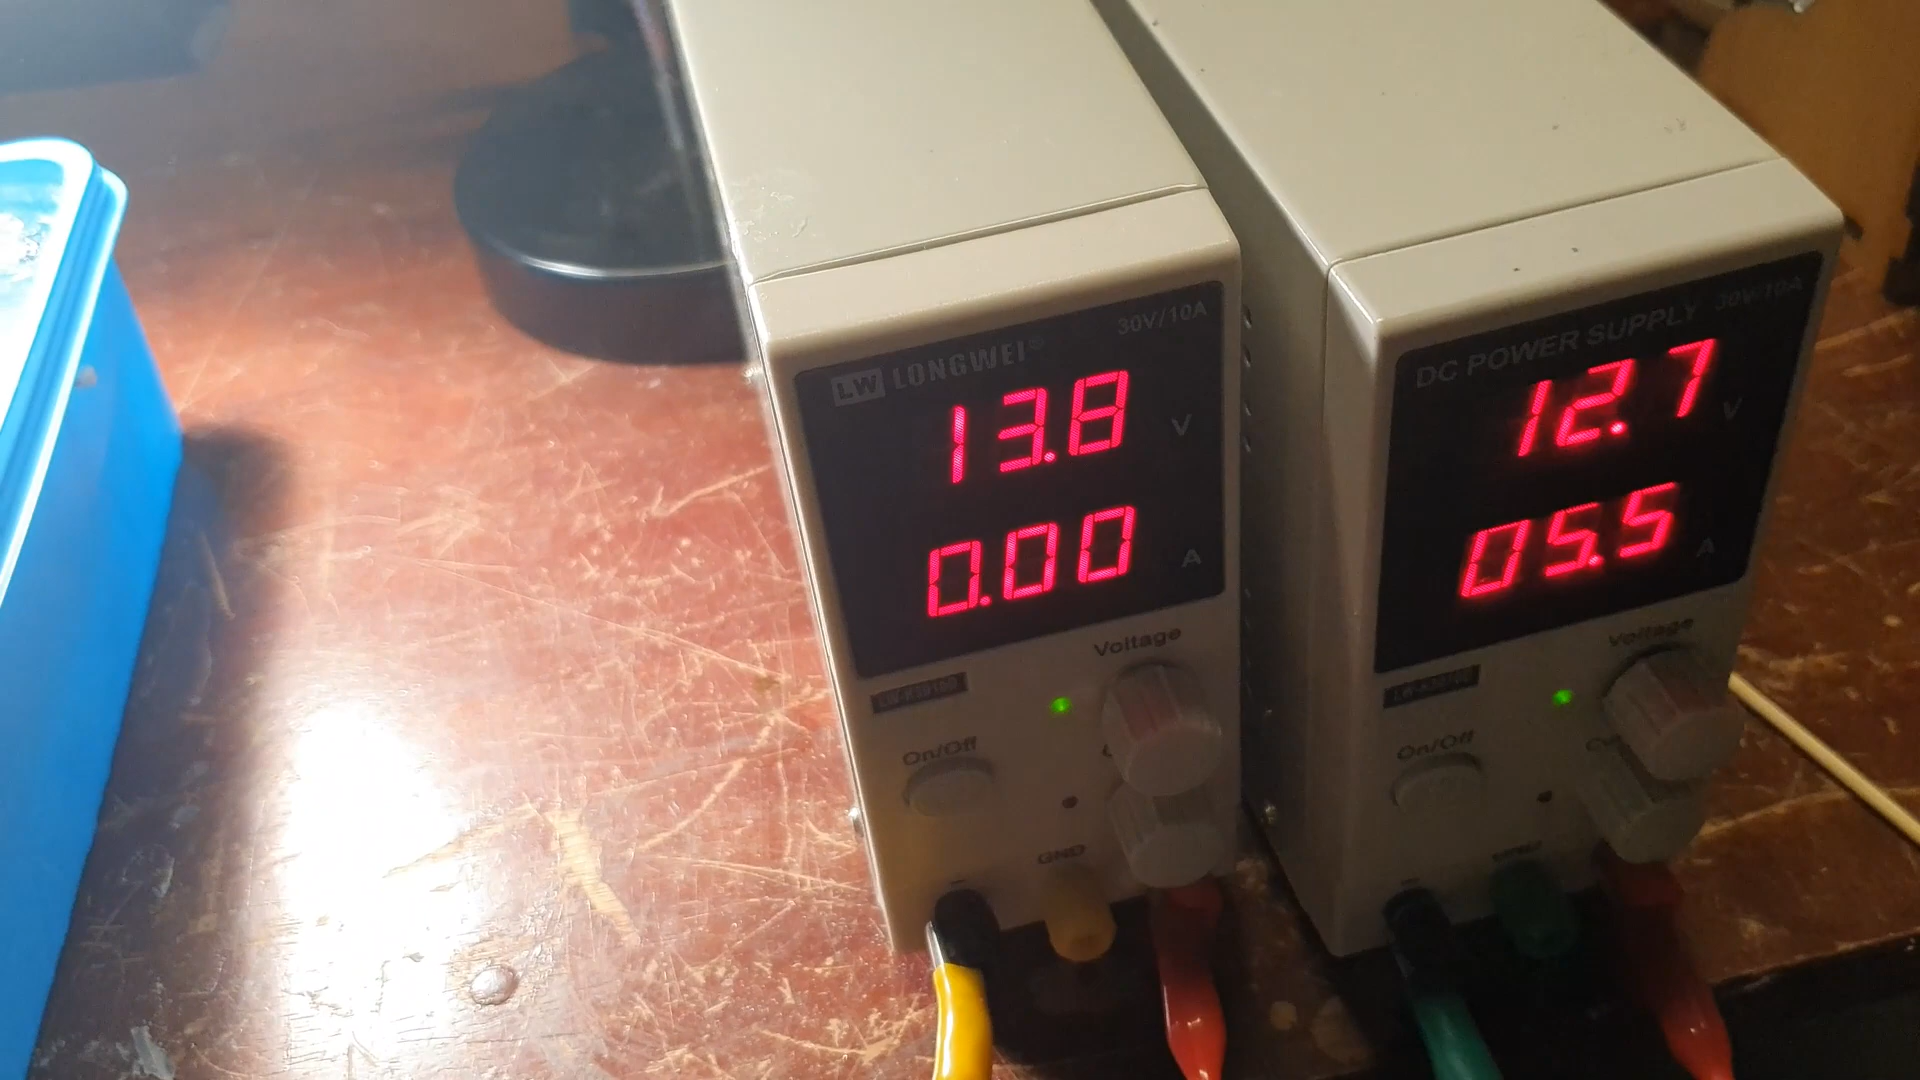 LW LONGWEI® 30V/10A
13.8 V
0.00 A
Voltage
On/Off
GND
−
DC POWER SUPPLY 30V/10A
12.7 V
05.5 A
Voltage
On/Off
−